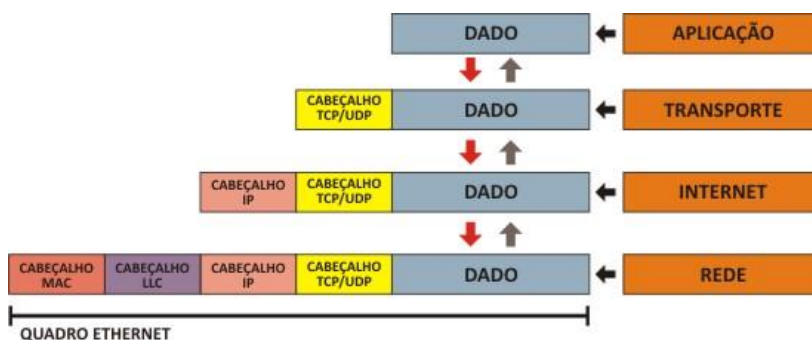 DADO
APLICAÇÃO
CABEÇALHO
TCP/UDP
DADO
TRANSPORTE
CABEÇALHO
IP
CABEÇALHO
TCP/UDP
DADO
INTERNET
CABEÇALHO
MAC
CABEÇALHO
LLC
CABEÇALHO
IP
CABEÇALHO
TCP/UDP
DADO
REDE
QUADRO ETHERNET